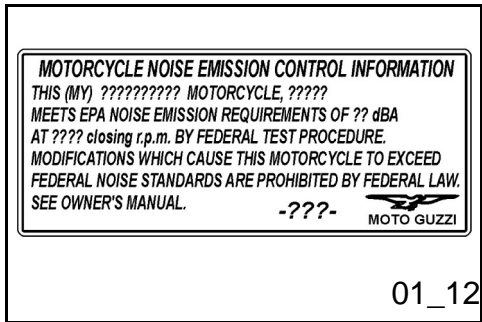 MOTORCYCLE NOISE EMISSION CONTROL INFORMATION
THIS (MY) ?????????? MOTORCYCLE, ?????
MEETS EPA NOISE EMISSION REQUIREMENTS OF ?? dBA
AT ???? closing r.p.m. BY FEDERAL TEST PROCEDURE.
MODIFICATIONS WHICH CAUSE THIS MOTORCYCLE TO EXCEED
FEDERAL NOISE STANDARDS ARE PROHIBITED BY FEDERAL LAW.
SEE OWNER'S MANUAL.
-???-
MOTO GUZZI
01_12